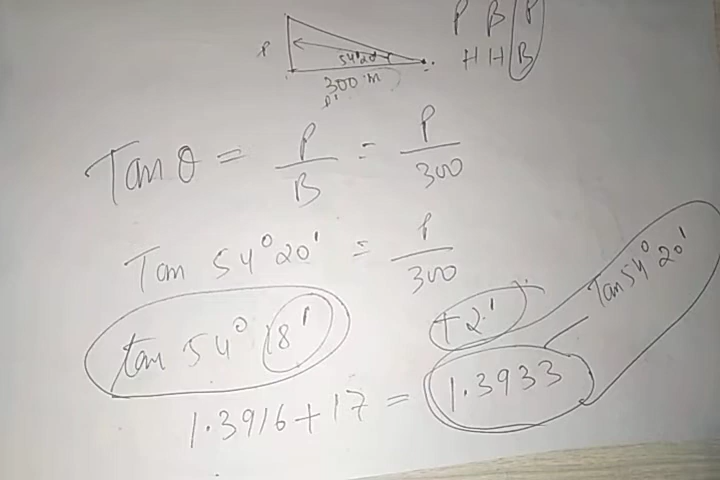 P B P
H H B
P
54°20'
300 m
Tan θ = P/B = P/300
Tan 54° 20' = P/300
tan 54° 18' + 2'
Tan 54° 20'
1.3916 + 17 = 1.3933